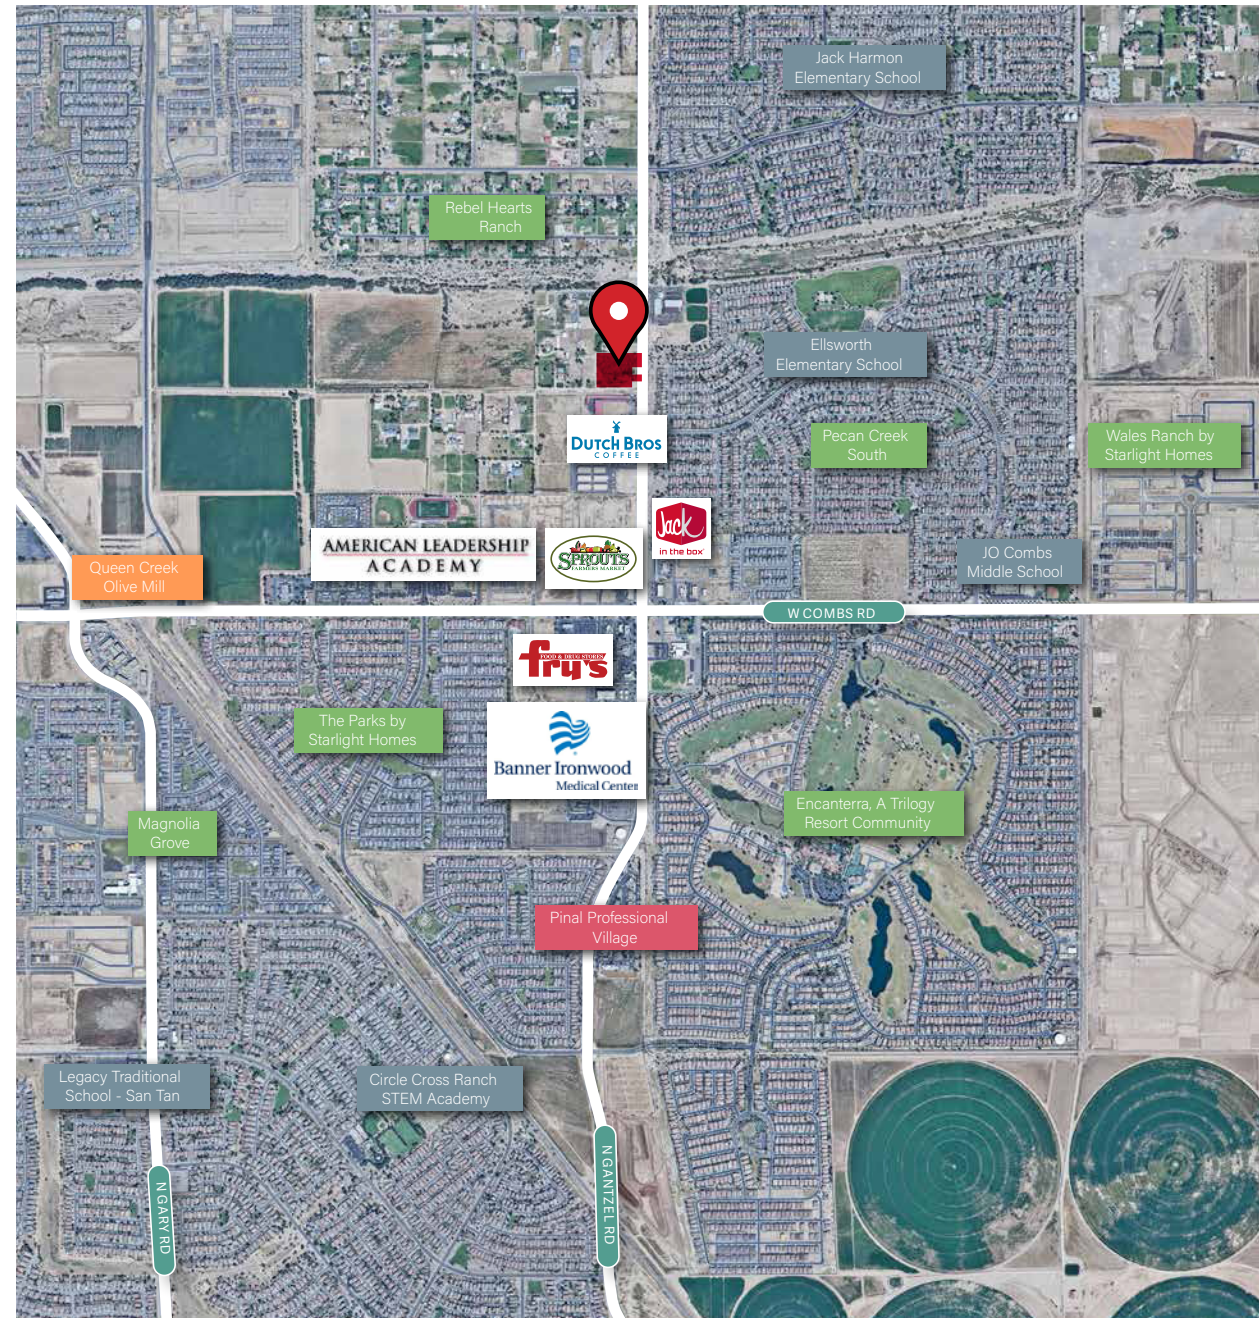 Jack Harmon
Elementary School
Rebel Hearts
Ranch
Ellsworth
Elementary School
DUTCH BROS
COFFEE
Pecan Creek
South
Wales Ranch by
Starlight Homes
Jack
in the box
AMERICAN LEADERSHIP
ACADEMY
SPROUTS
FARMERS MARKET
JO Combs
Middle School
Queen Creek
Olive Mill
W COMBS RD
fry's
FOOD & DRUG STORES
The Parks by
Starlight Homes
Banner Ironwood
Medical Center
Encanterra, A Trilogy
Resort Community
Magnolia
Grove
Pinal Professional
Village
Legacy Traditional
School - San Tan
Circle Cross Ranch
STEM Academy
N GARY RD
N GANTZEL RD